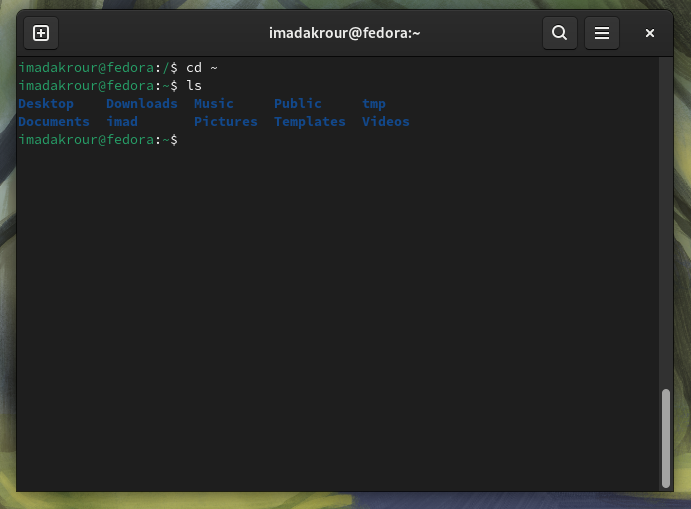 imadakrour@fedora:~
imadakrour@fedora:/$ cd ~
imadakrour@fedora:~$ ls
Desktop    Downloads  Music     Public     tmp
Documents  imad       Pictures  Templates  Videos
imadakrour@fedora:~$